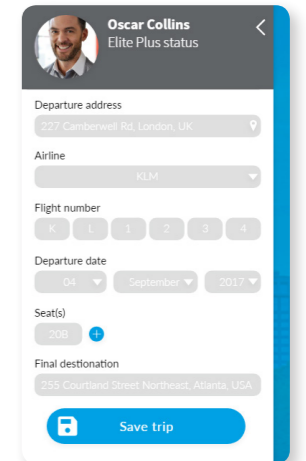 Oscar Collins
Elite Plus status
Departure address
227 Camberwell Rd, London, UK
Airline
KLM
Flight number
K L 1 2 3 4
Departure date
04 September 2017
Seat(s)
20B +
Final destionation
255 Courtland Street Northeast, Atlanta, USA
Save trip